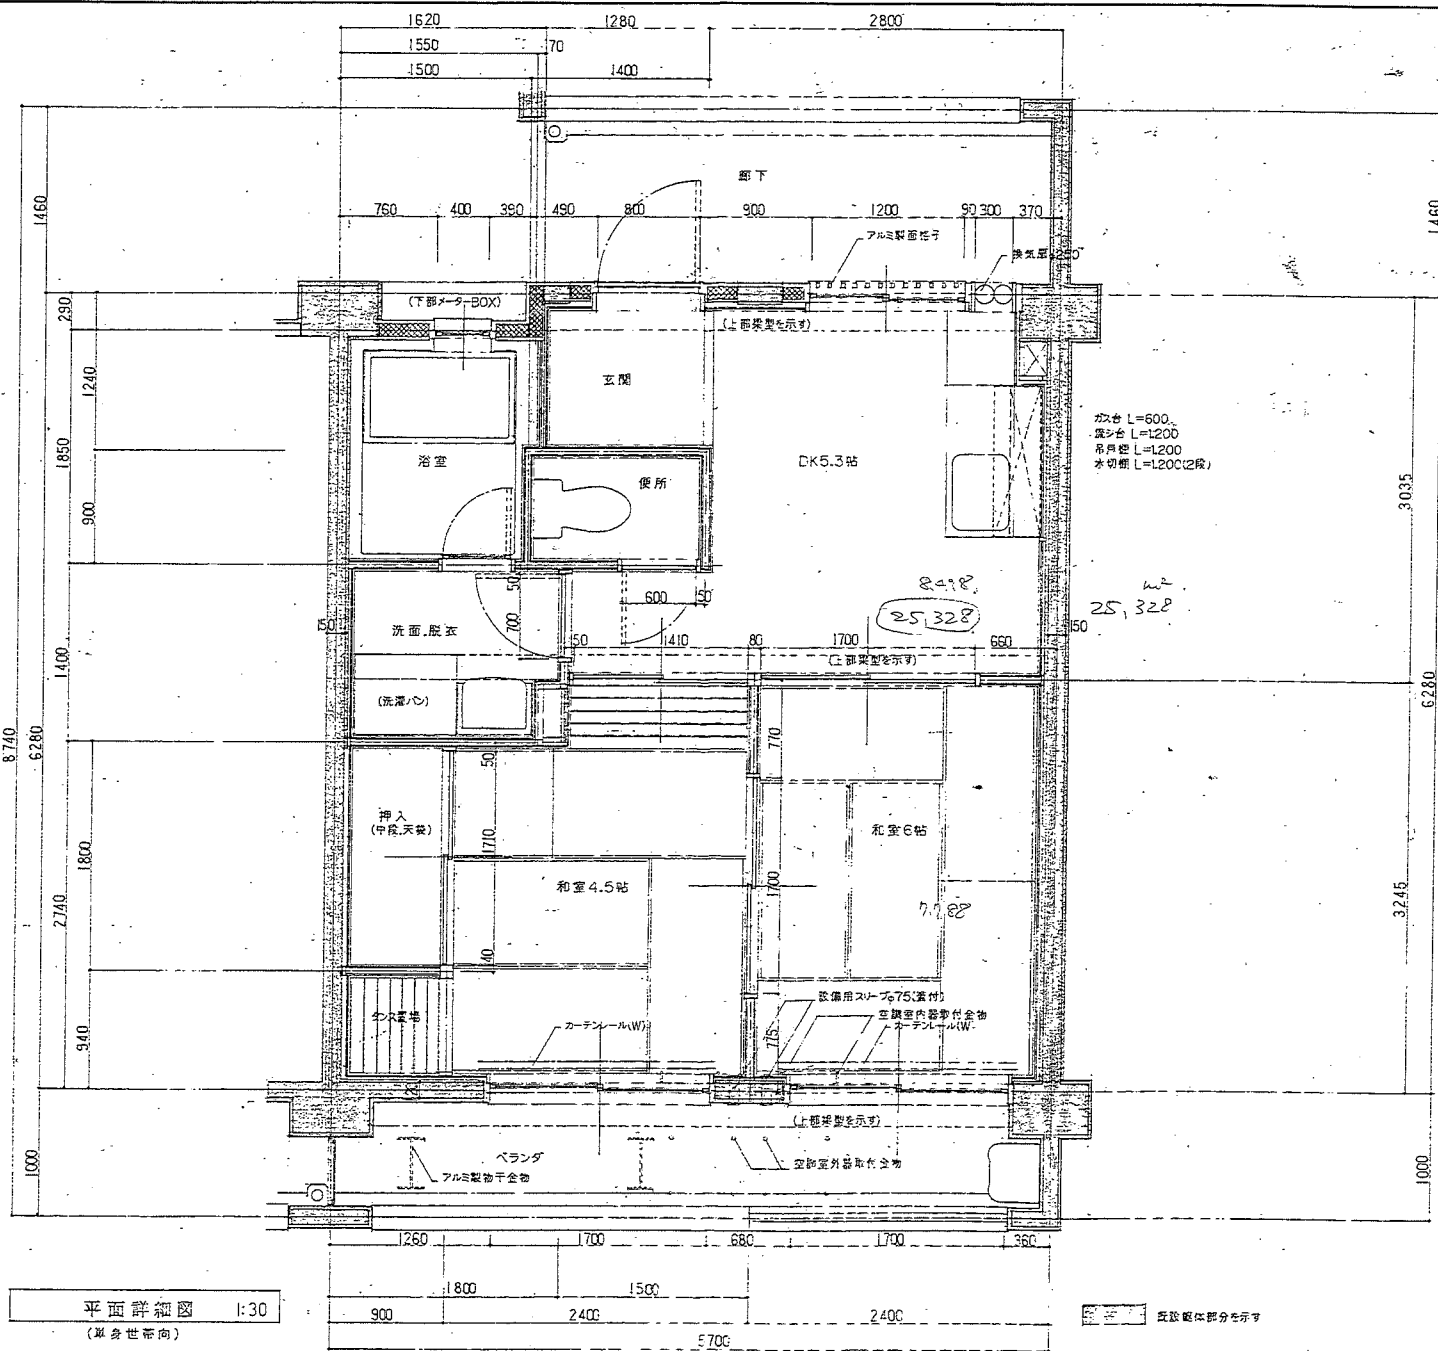 1620 1280 2800
1550 70
1500 1400
廊下
760 400 390 490 800 900 1200 90 300 370
アルミ製面格子
1460
1460
290
(下部メーターBOX)
(上部梁型を示す)
玄関
1240
1850
900
浴室
便所
DK5.3帖
ガス台 L=600
流シ台 L=1200
吊戸棚 L=1200
水切棚 L=1200(2段)
3035
50
600 50
25,328
m²
25,328
150
150
洗面.脱衣
700
50 1410 80 1700 660
(上部梁型を示す)
1400
(洗濯パン)
8740
6280
6280
770
50
押入
(中段.天袋)
1710
1800
和室6帖
和室4.5帖
1700
2740
3245
40
タンス置場
設備用スリーブφ75(蓋付)
空調室内器取付金物
カーテンレール(W)
カーテンレール(W)
775
940
(上部梁型を示す)
ベランダ
アルミ製物干金物
空調室外器取付金物
1000
1000
1260 1700 680 1700 360
1800 1500
900 2400 2400
5700
平面詳細図 1:30
(単身世帯向)
既設躯体部分を示す